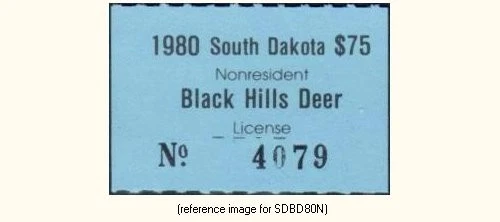 1980 South Dakota $75
Nonresident
Black Hills Deer
License
Nº 4079
(reference image for SDBD80N)